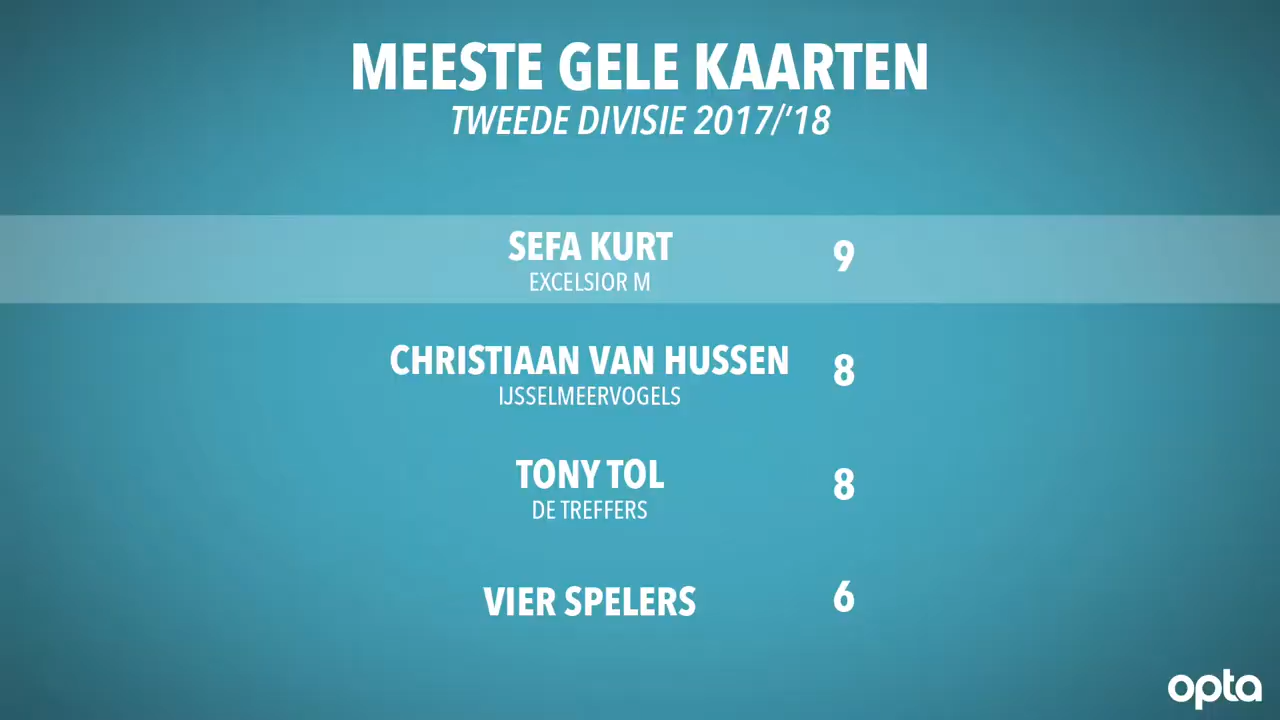 MEESTE GELE KAARTEN
TWEEDE DIVISIE 2017/'18
SEFA KURT 9
EXCELSIOR M
CHRISTIAAN VAN HUSSEN 8
IJSSELMEERVOGELS
TONY TOL 8
DE TREFFERS
VIER SPELERS 6
opta